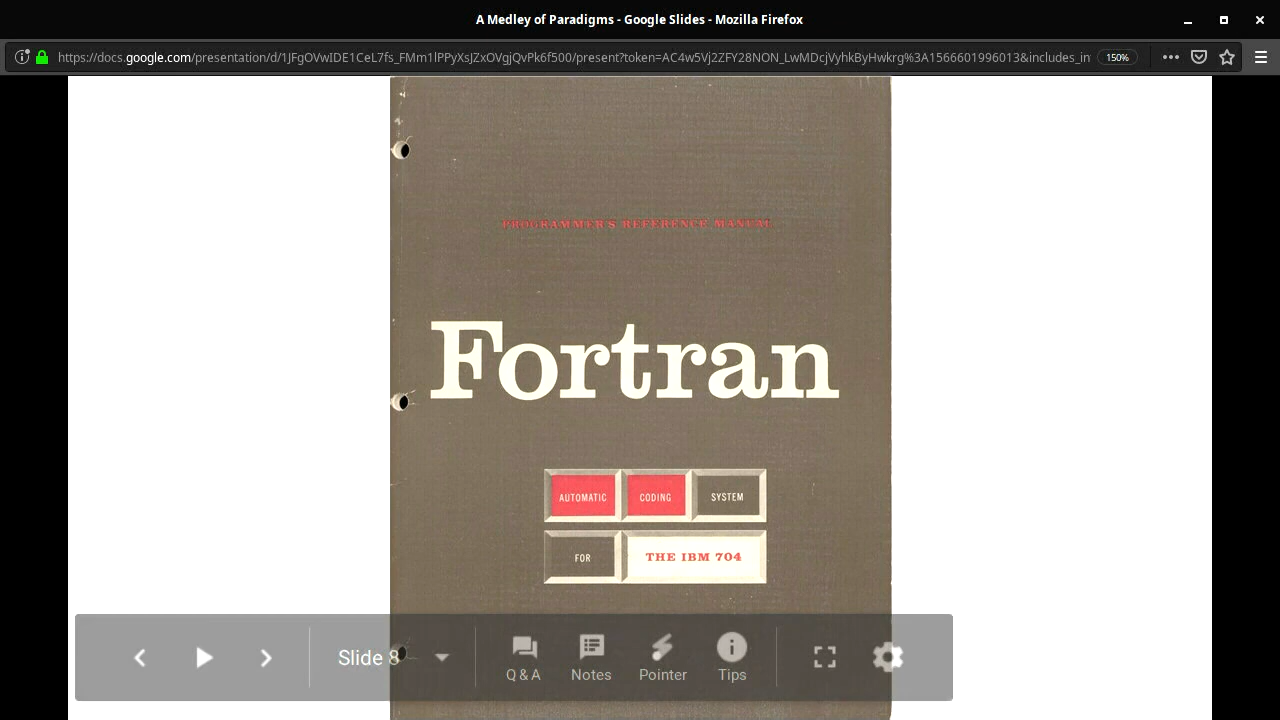 A Medley of Paradigms - Google Slides - Mozilla Firefox
https://docs.google.com/presentation/d/1JFgOVwIDE1CeL7fs_FMm1lPPyXsJZxOVgjQvPk6f500/present?token=AC4w5Vj2ZFY28NON_LwMDcjVyhkByHwkrg%3A1566601996013&includes_in
150%
PROGRAMMER'S REFERENCE MANUAL
Fortran
AUTOMATIC CODING SYSTEM
FOR THE IBM 704
Slide 8
Q & A Notes Pointer Tips